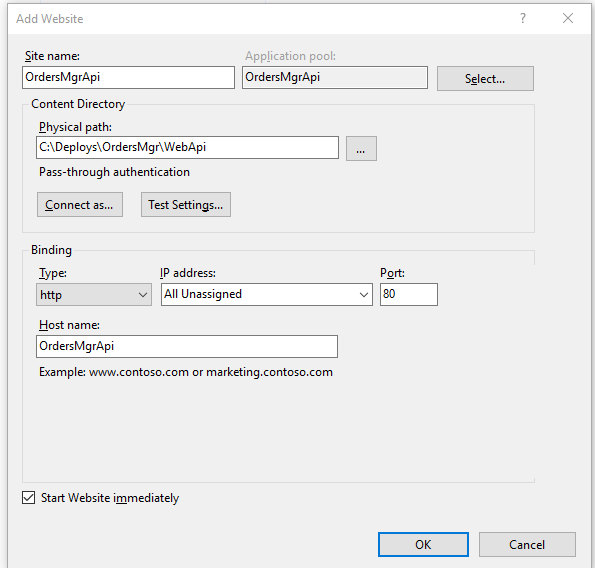 Add Website
Site name: Application pool:
OrdersMgrApi OrdersMgrApi Select...
Content Directory
Physical path:
C:\Deploys\OrdersMgr\WebApi ...
Pass-through authentication
Connect as... Test Settings...
Binding
Type: IP address: Port:
http All Unassigned 80
Host name:
OrdersMgrApi
Example: www.contoso.com or marketing.contoso.com
Start Website immediately
OK Cancel